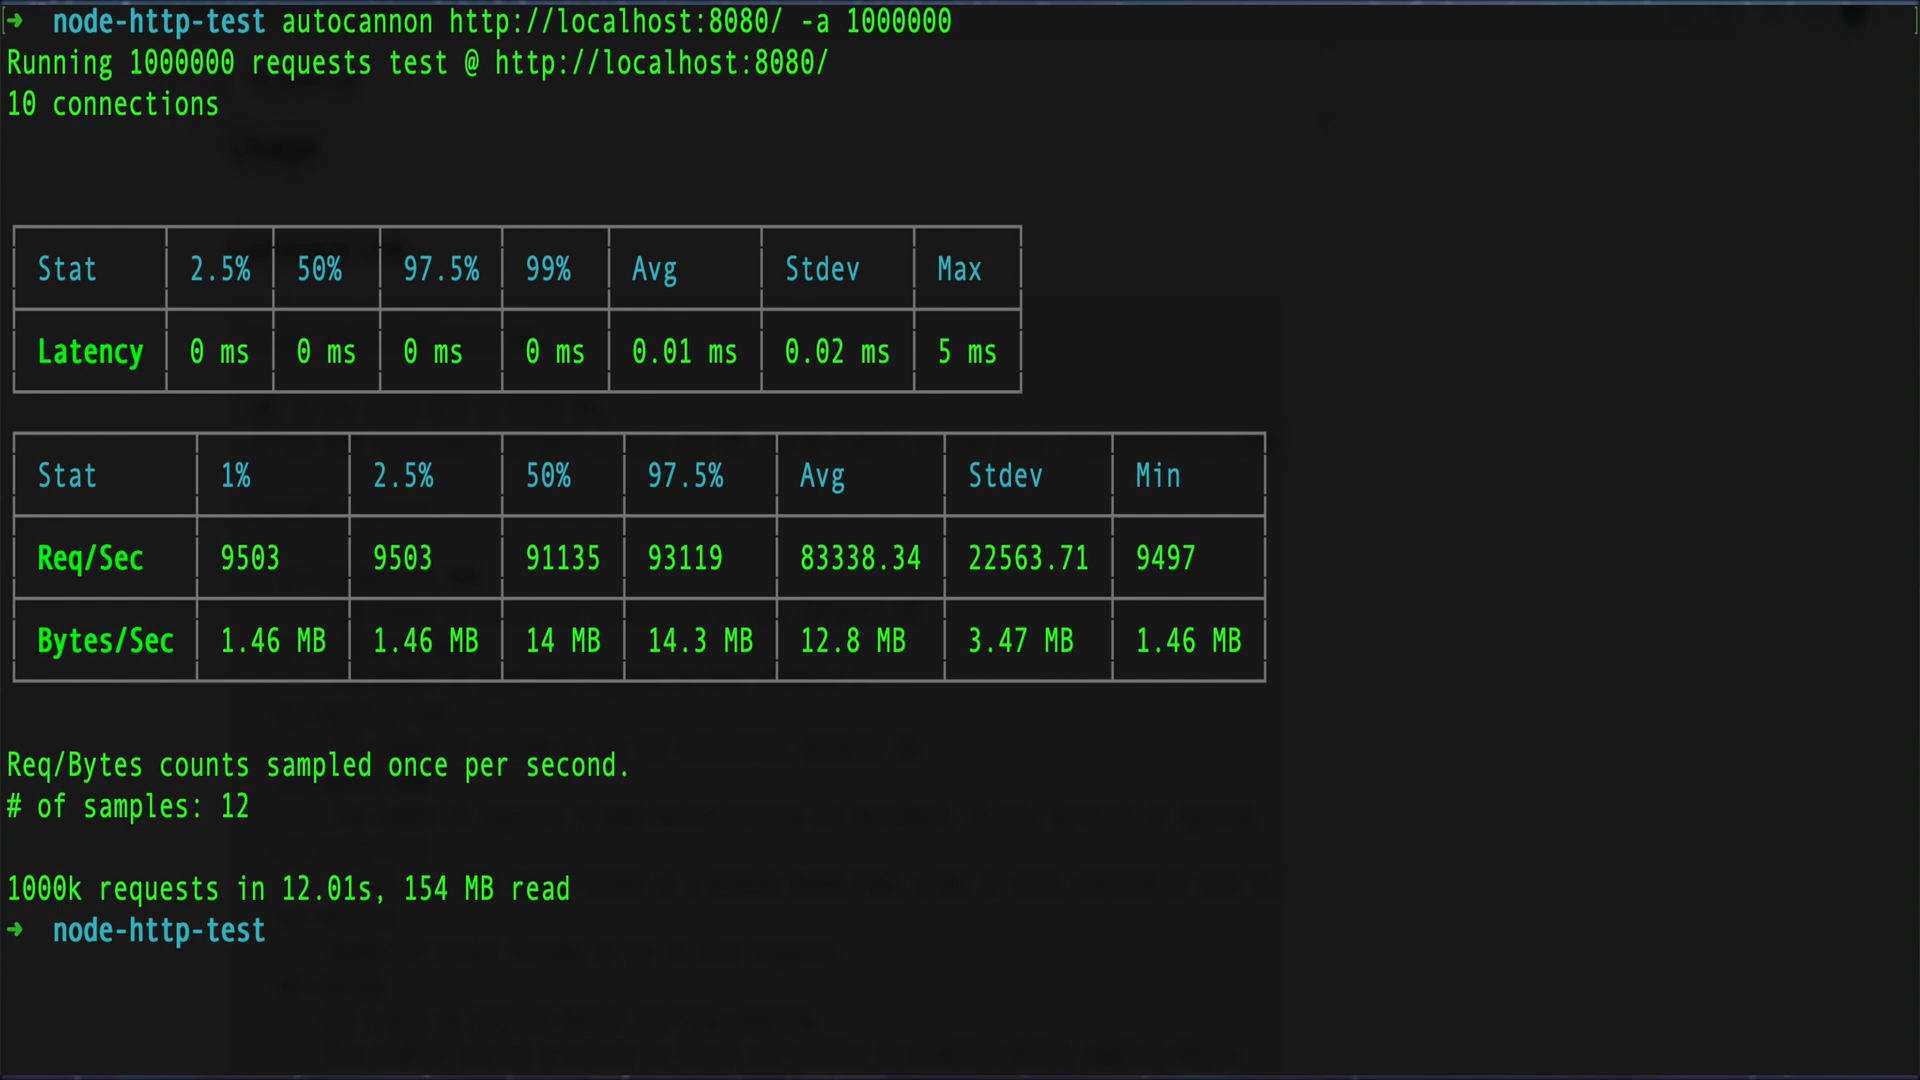 ➜ node-http-test autocannon http://localhost:8080/ -a 1000000
Running 1000000 requests test @ http://localhost:8080/
10 connections
Usage
Stat 2.5% 50% 97.5% 99% Avg Stdev Max
Latency 0 ms 0 ms 0 ms 0 ms 0.01 ms 0.02 ms 5 ms
Stat 1% 2.5% 50% 97.5% Avg Stdev Min
Req/Sec 9503 9503 91135 93119 83338.34 22563.71 9497
Bytes/Sec 1.46 MB 1.46 MB 14 MB 14.3 MB 12.8 MB 3.47 MB 1.46 MB
Req/Bytes counts sampled once per second.
# of samples: 12
1000k requests in 12.01s, 154 MB read
➜ node-http-test